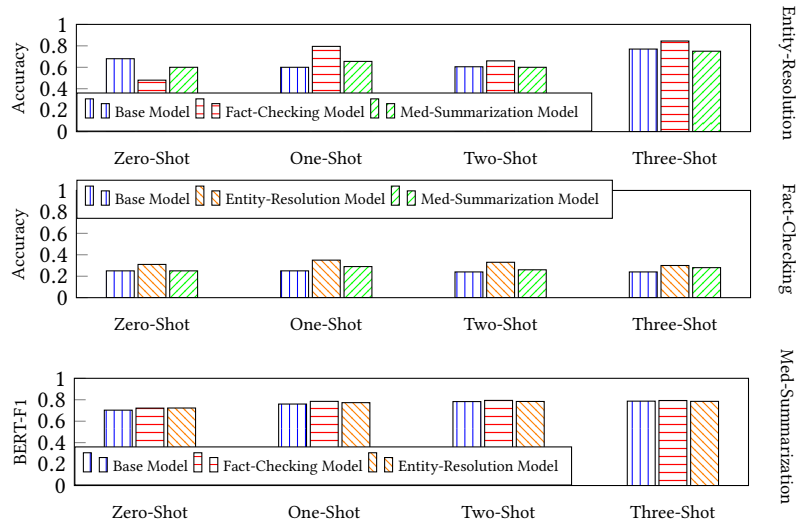 1
0.8
0.6
0.4
0.2
0
Accuracy
Base Model Fact-Checking Model Med-Summarization Model
Zero-Shot One-Shot Two-Shot Three-Shot
Entity-Resolution
1
0.8
0.6
0.4
0.2
0
Accuracy
Base Model Entity-Resolution Model Med-Summarization Model
Zero-Shot One-Shot Two-Shot Three-Shot
Fact-Checking
1
0.8
0.6
0.4
0.2
0
BERT-F1
Base Model Fact-Checking Model Entity-Resolution Model
Zero-Shot One-Shot Two-Shot Three-Shot
Med-Summarization